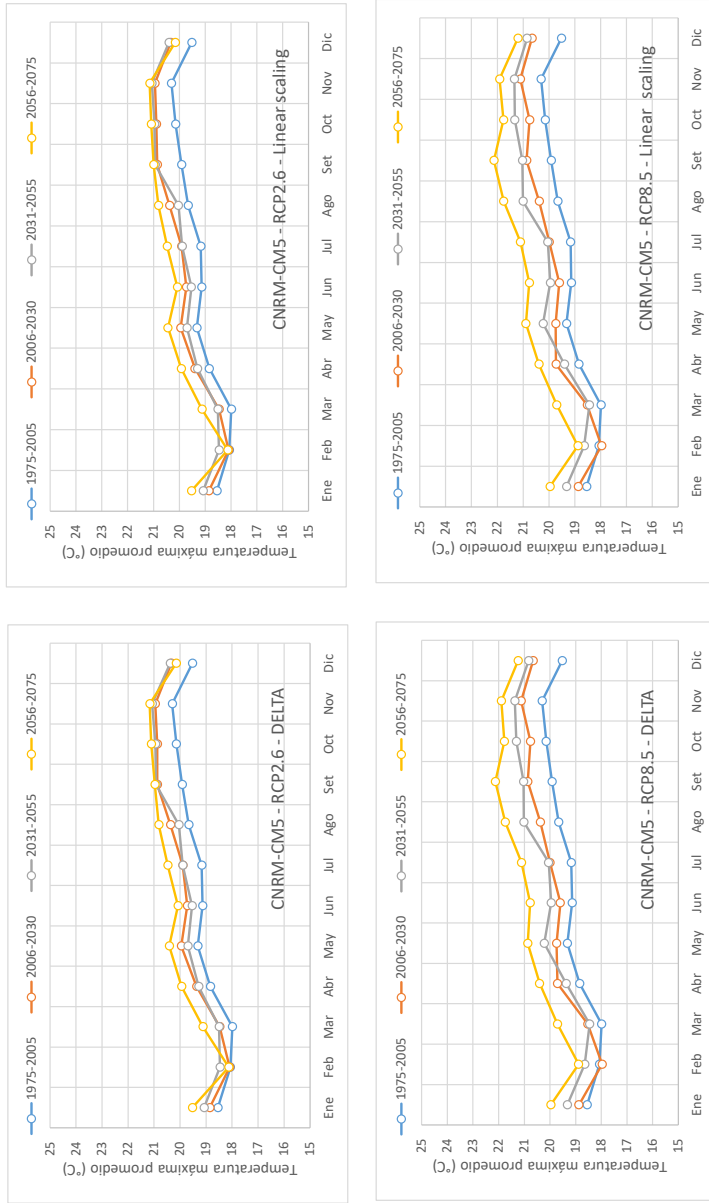 1975-2005 2006-2030 2031-2055 2056-2075
Temperatura máxima promedio (°C)
25
24
23
22
21
20
19
18
17
16
15
CNRM-CM5 - RCP2.6 - DELTA
Ene Feb Mar Abr May Jun Jul Ago Set Oct Nov Dic
1975-2005 2006-2030 2031-2055 2056-2075
Temperatura máxima promedio (°C)
25
24
23
22
21
20
19
18
17
16
15
CNRM-CM5 - RCP2.6 - Linear scaling
Ene Feb Mar Abr May Jun Jul Ago Set Oct Nov Dic
1975-2005 2006-2030 2031-2055 2056-2075
Temperatura máxima promedio (°C)
25
24
23
22
21
20
19
18
17
16
15
CNRM-CM5 - RCP8.5 - DELTA
Ene Feb Mar Abr May Jun Jul Ago Set Oct Nov Dic
1975-2005 2006-2030 2031-2055 2056-2075
Temperatura máxima promedio (°C)
25
24
23
22
21
20
19
18
17
16
15
CNRM-CM5 - RCP8.5 - Linear scaling
Ene Feb Mar Abr May Jun Jul Ago Set Oct Nov Dic